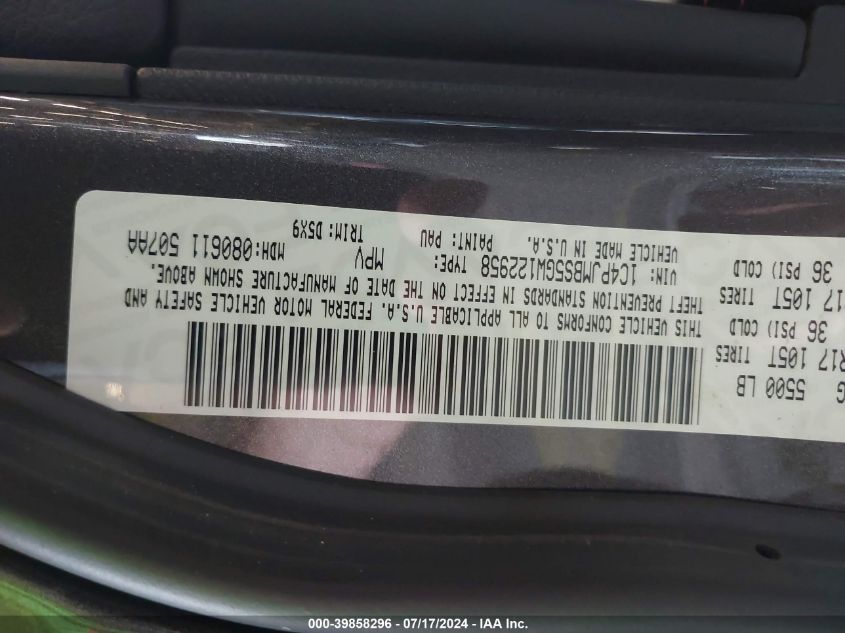 G 5500 LB
R17 105T TIRES
36 PSI) COLD
17 105T TIRES
36 PSI) COLD
THIS VEHICLE CONFORMS TO ALL APPLICABLE U.S.A. FEDERAL MOTOR VEHICLE SAFETY AND
THEFT PREVENTION STANDARDS IN EFFECT ON THE DATE OF MANUFACTURE SHOWN ABOVE.
VIN: 1C4PJMBS5GW122958 TYPE: MPV MDH:080611 507AA
VEHICLE MADE IN U.S.A. PAINT: PAU TRIM: D5X9
000-39858296 - 07/17/2024 - IAA Inc.